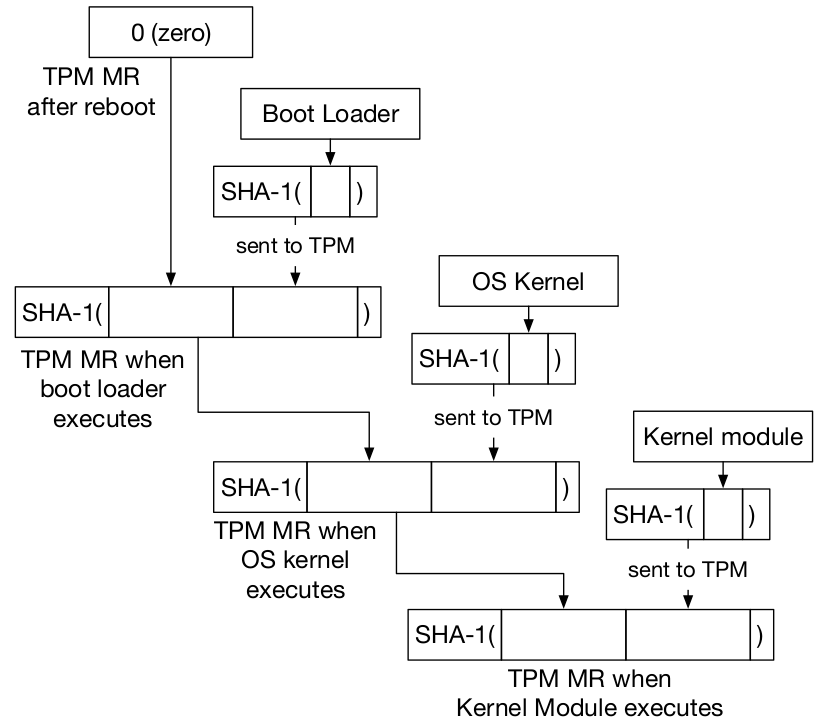 0 (zero)
TPM MR
after reboot
Boot Loader
SHA-1( )
sent to TPM
SHA-1( )
TPM MR when
boot loader
executes
OS Kernel
SHA-1( )
sent to TPM
SHA-1( )
TPM MR when
OS kernel
executes
Kernel module
SHA-1( )
sent to TPM
SHA-1( )
TPM MR when
Kernel Module executes